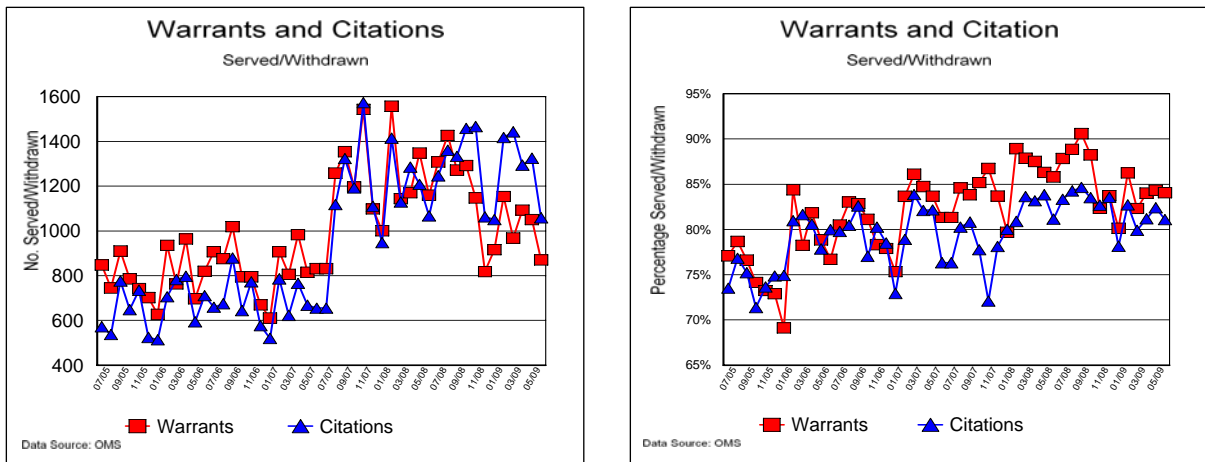 Warrants and Citations
Served/Withdrawn
No. Served/Withdrawn
1600
1400
1200
1000
800
600
400
07/05 09/05 11/05 01/06 03/06 05/06 07/06 09/06 11/06 01/07 03/07 05/07 07/07 09/07 11/07 01/08 03/08 05/08 07/08 09/08 11/08 01/09 03/09 05/09
Warrants Citations
Data Source: OMS
Warrants and Citation
Served/Withdrawn
Percentage Served/Withdrawn
95%
90%
85%
80%
75%
70%
65%
07/05 09/05 11/05 01/06 03/06 05/06 07/06 09/06 11/06 01/07 03/07 05/07 07/07 09/07 11/07 01/08 03/08 05/08 07/08 09/08 11/08 01/09 03/09 05/09
Warrants Citations
Data Source: OMS